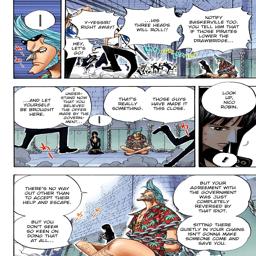 NOTIFY
BASKERVILLE TOO.
YOU TELL HIM
THAT IF THOSE
PIRATES
LOWER THE
DRAWBRIDGE...
...HIS
THREE HEADS
WILL ROLL!!
Y-YESSIR!
RIGHT AWAY!
HEY,
LET'S
GO!
LOOK
UP,
NICO
ROBIN.
THOSE GUYS
HAVE MADE IT
THIS CLOSE.
THAT'S
REALLY
SOMETHING.
I
UNDER-
STAND NOW
THAT YOU
BELIEVED
THE OFFER
MADE BY THE
GOVERN-
MENT...
...AND LET
YOURSELF
BE BROUGHT
HERE.
BUT YOUR
AGREEMENT WITH
THE
GOVERNMENT
WAS JUST
COMPLETELY
REVERSED BY
THAT IDIOT.
SITTING THERE
QUIETLY IN YOUR CHAINS
ISN'T GONNA MAKE
SOMEONE COME AND
SAVE YOU.
THERE'S NO WAY
OUT OTHER THAN
TO ACCEPT THEIR
HELP AND ESCAPE.
BUT YOU
DON'T SEEM
SO KEEN ON
DOING THAT
AT ALL...